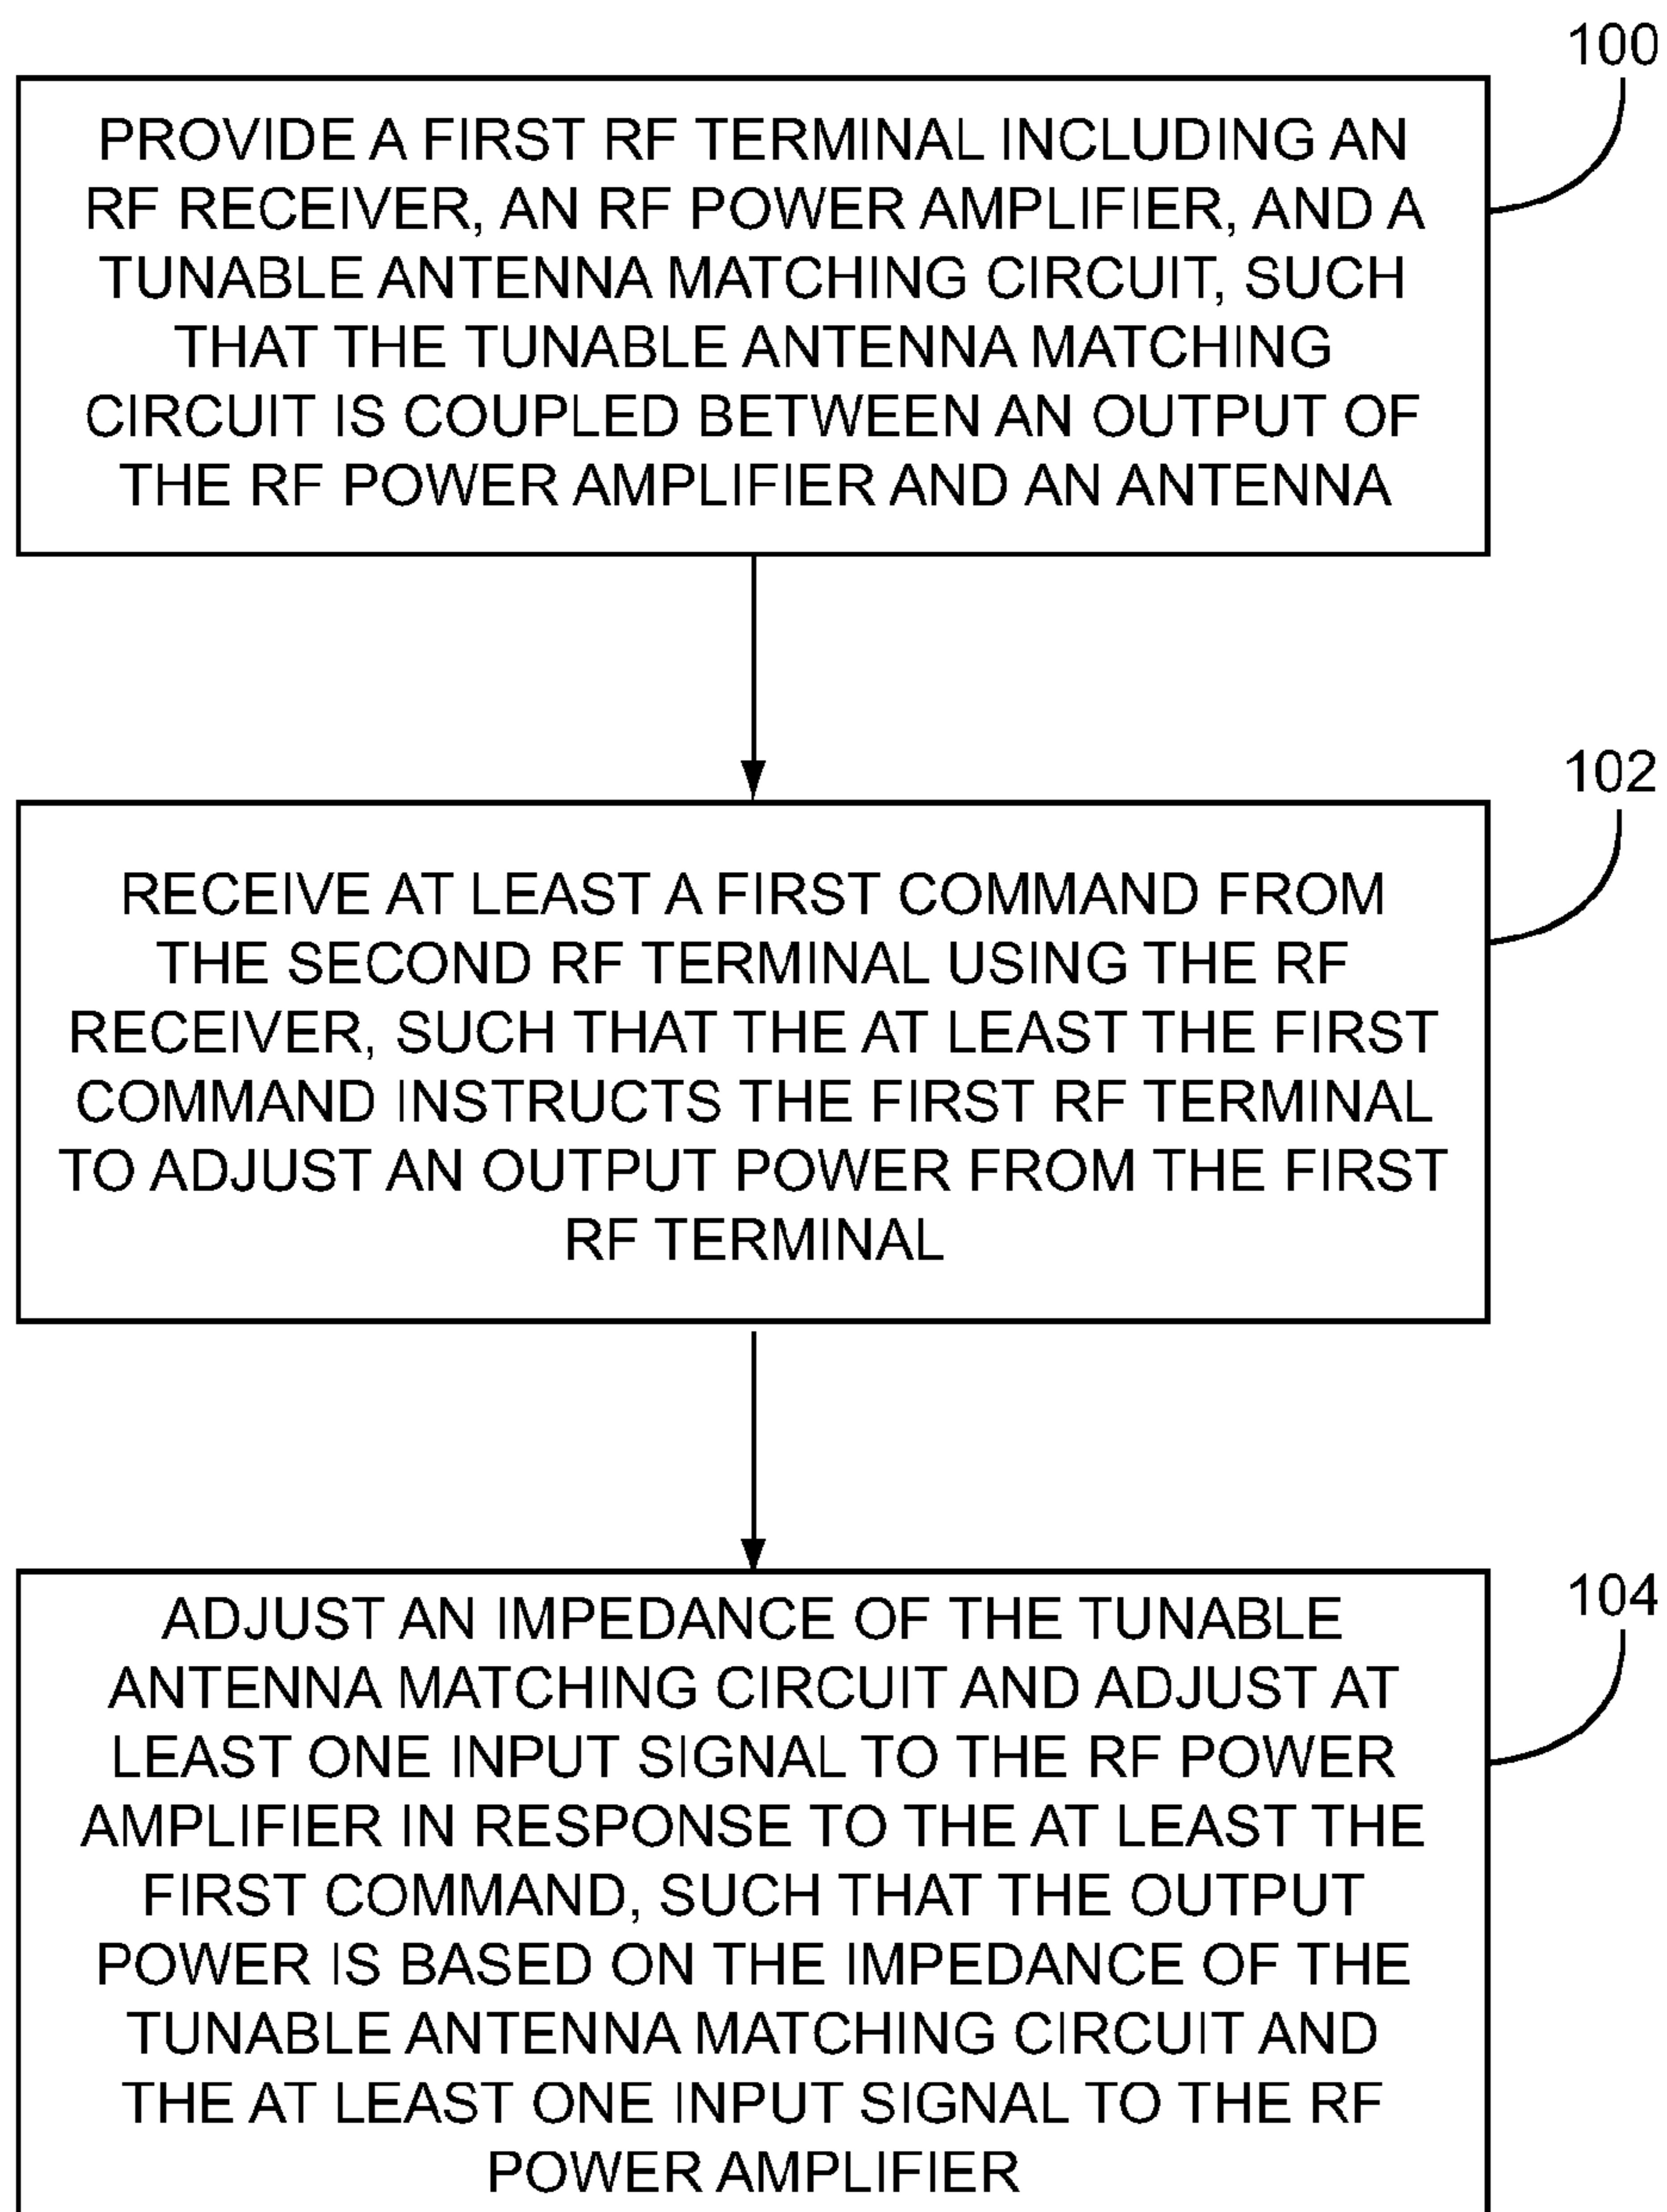 100
PROVIDE A FIRST RF TERMINAL INCLUDING AN
RF RECEIVER, AN RF POWER AMPLIFIER, AND A
TUNABLE ANTENNA MATCHING CIRCUIT, SUCH
THAT THE TUNABLE ANTENNA MATCHING
CIRCUIT IS COUPLED BETWEEN AN OUTPUT OF
THE RF POWER AMPLIFIER AND AN ANTENNA
102
RECEIVE AT LEAST A FIRST COMMAND FROM
THE SECOND RF TERMINAL USING THE RF
RECEIVER, SUCH THAT THE AT LEAST THE FIRST
COMMAND INSTRUCTS THE FIRST RF TERMINAL
TO ADJUST AN OUTPUT POWER FROM THE FIRST
RF TERMINAL
104
ADJUST AN IMPEDANCE OF THE TUNABLE
ANTENNA MATCHING CIRCUIT AND ADJUST AT
LEAST ONE INPUT SIGNAL TO THE RF POWER
AMPLIFIER IN RESPONSE TO THE AT LEAST THE
FIRST COMMAND, SUCH THAT THE OUTPUT
POWER IS BASED ON THE IMPEDANCE OF THE
TUNABLE ANTENNA MATCHING CIRCUIT AND
THE AT LEAST ONE INPUT SIGNAL TO THE RF
POWER AMPLIFIER